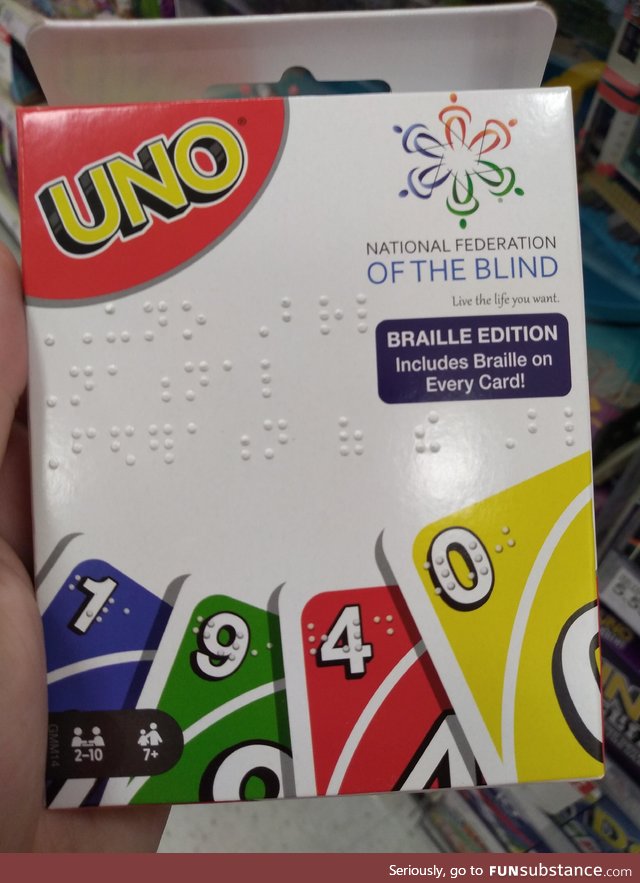 UNO
®
NATIONAL FEDERATION
OF THE BLIND
Live the life you want.
BRAILLE EDITION
Includes Braille on
Every Card!
1
9
4
0
2-10
7+
GMM14
Seriously, go to FUNsubstance.com